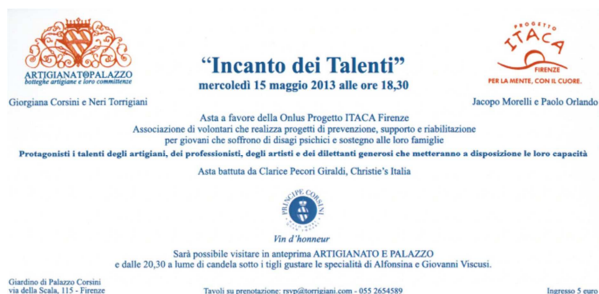 ARTIGIANATO E PALAZZO
botteghe artigiane e loro committenze
PROGETTO
ITACA
FIRENZE
PER LA MENTE, CON IL CUORE.
“Incanto dei Talenti”
mercoledì 15 maggio 2013 alle ore 18,30
Giorgiana Corsini e Neri Torrigiani
Jacopo Morelli e Paolo Orlando
Asta a favore della Onlus Progetto ITACA Firenze
Associazione di volontari che realizza progetti di prevenzione, supporto e riabilitazione
per giovani che soffrono di disagi psichici e sostegno alle loro famiglie
Protagonisti i talenti degli artigiani, dei professionisti, degli artisti e dei dilettanti generosi che metteranno a disposizione le loro capacità
Asta battuta da Clarice Pecori Giraldi, Christie’s Italia
PRINCIPE CORSINI
Vin d’honneur
Sarà possibile visitare in anteprima ARTIGIANATO E PALAZZO
e dalle 20,30 a lume di candela sotto i tigli gustare le specialità di Alfonsina e Giovanni Viscusi.
Giardino di Palazzo Corsini
via della Scala, 115 - Firenze
Tavoli su prenotazione: rsvp@torrigiani.com - 055 2654589
Ingresso 5 euro